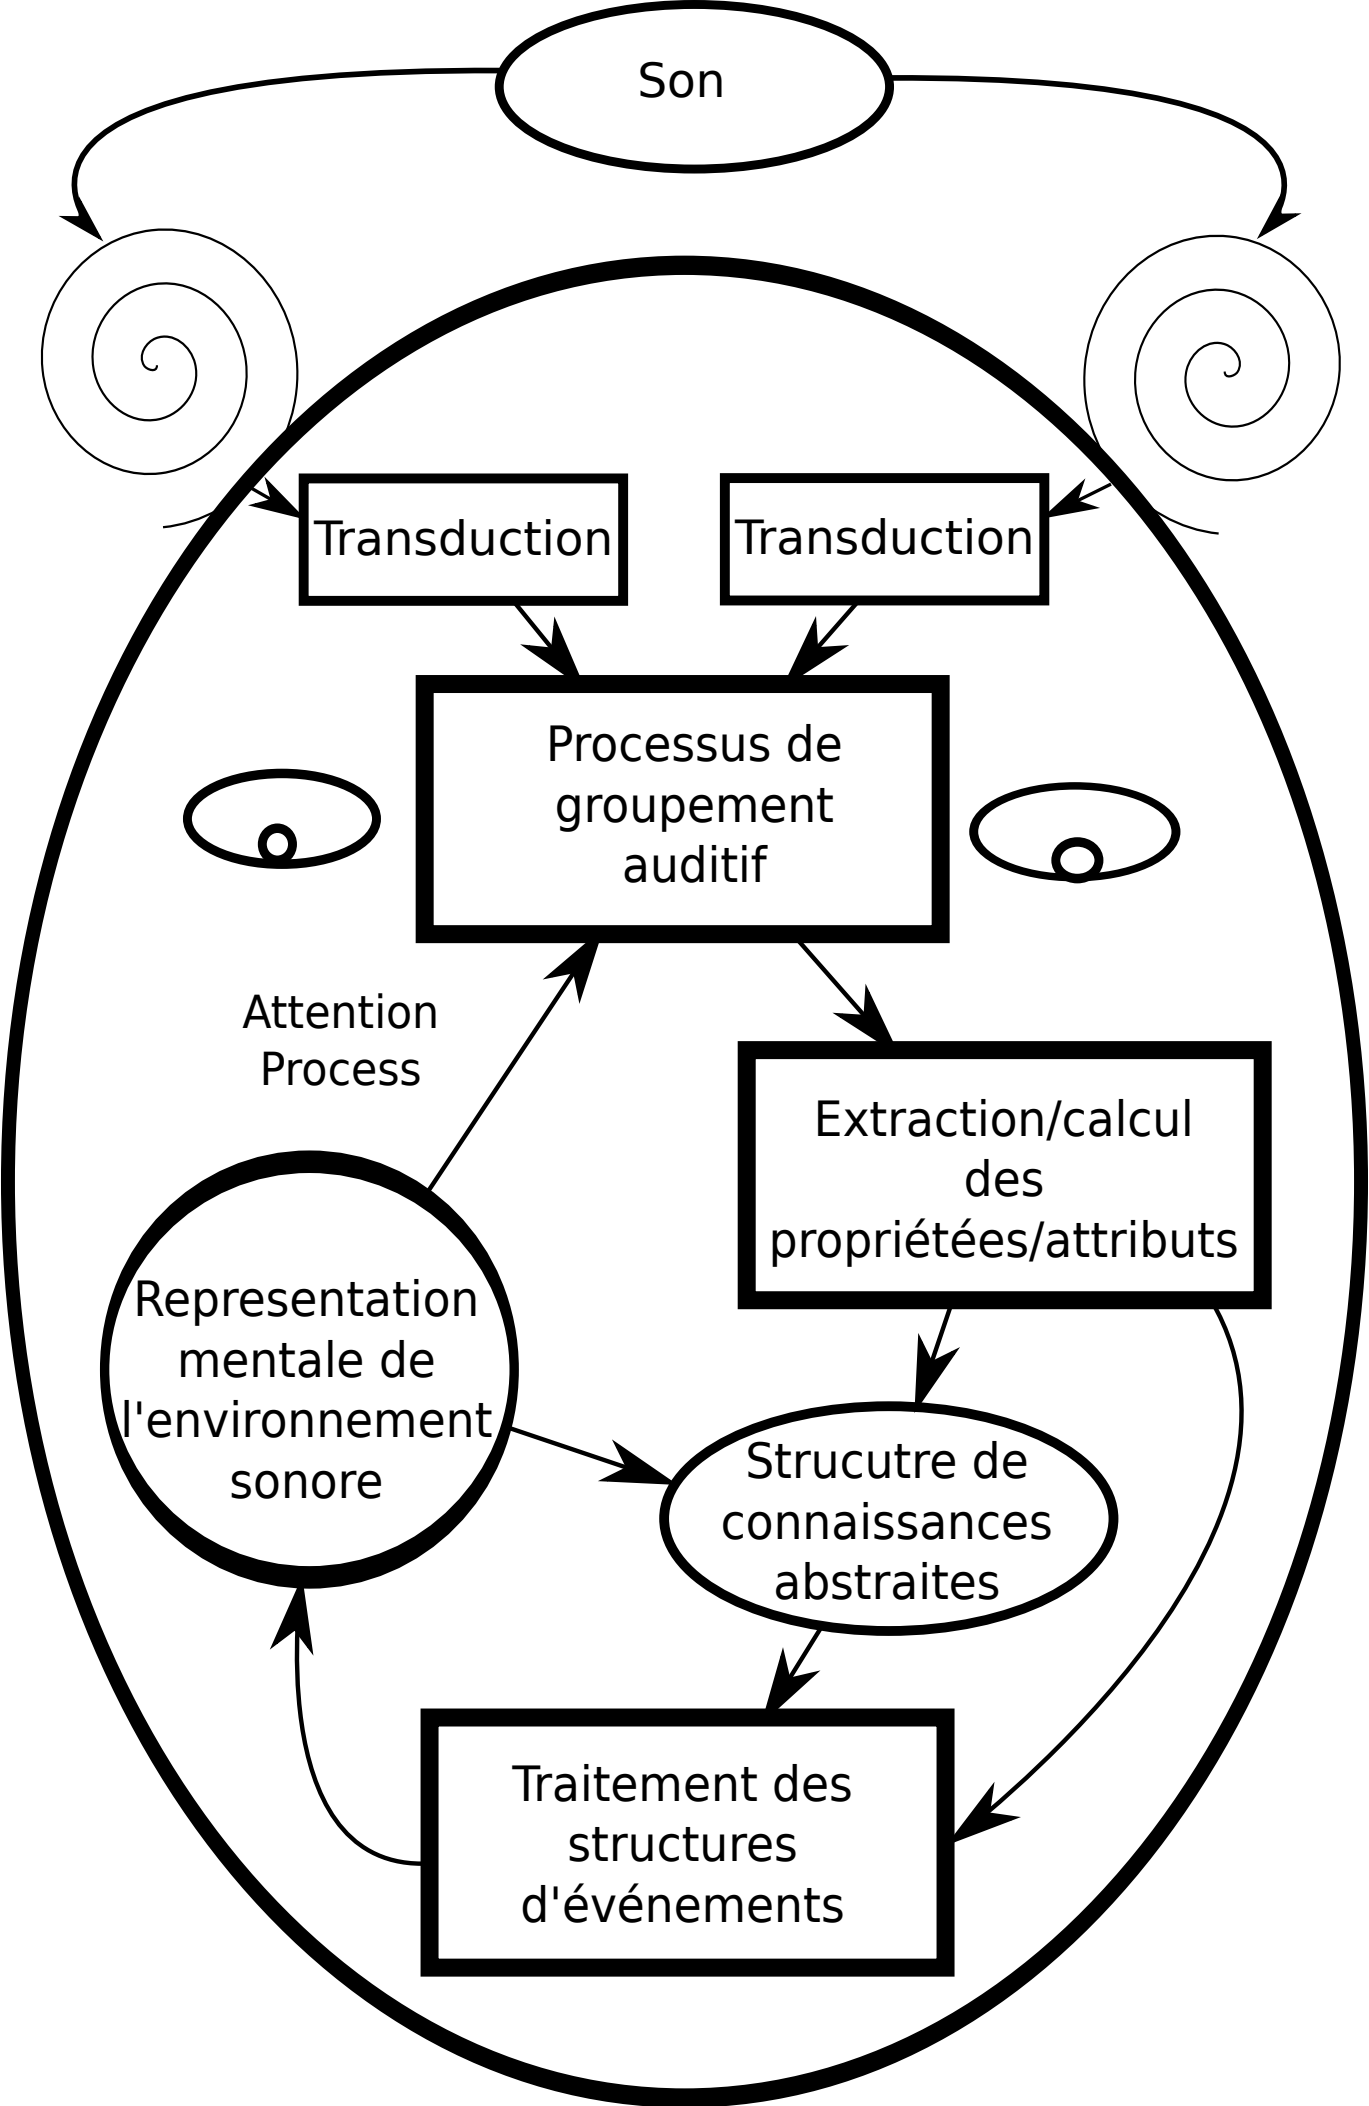 Son
Transduction
Transduction
Processus de
groupement
auditif
Attention
Process
Extraction/calcul
des
propriétées/attributs
Representation
mentale de
l'environnement
sonore
Strucutre de
connaissances
abstraites
Traitement des
structures
d'événements